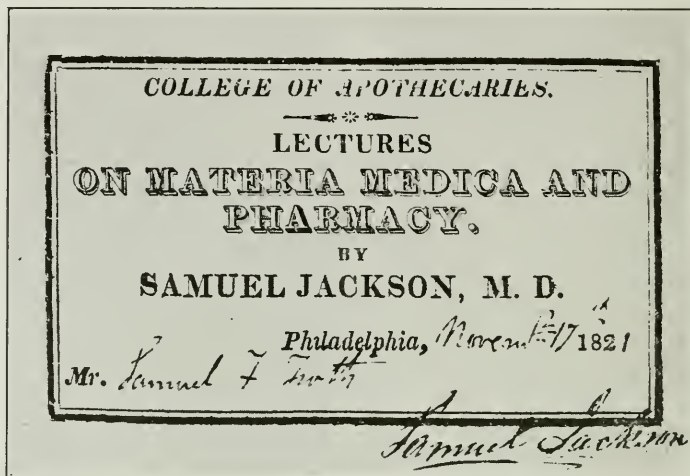 COLLEGE OF APOTHECARIES.
LECTURES
ON MATERIA MEDICA AND
PHARMACY.
BY
SAMUEL JACKSON, M. D.
Philadelphia, 17 1821
Mr. Samuel F
Samuel Jackson